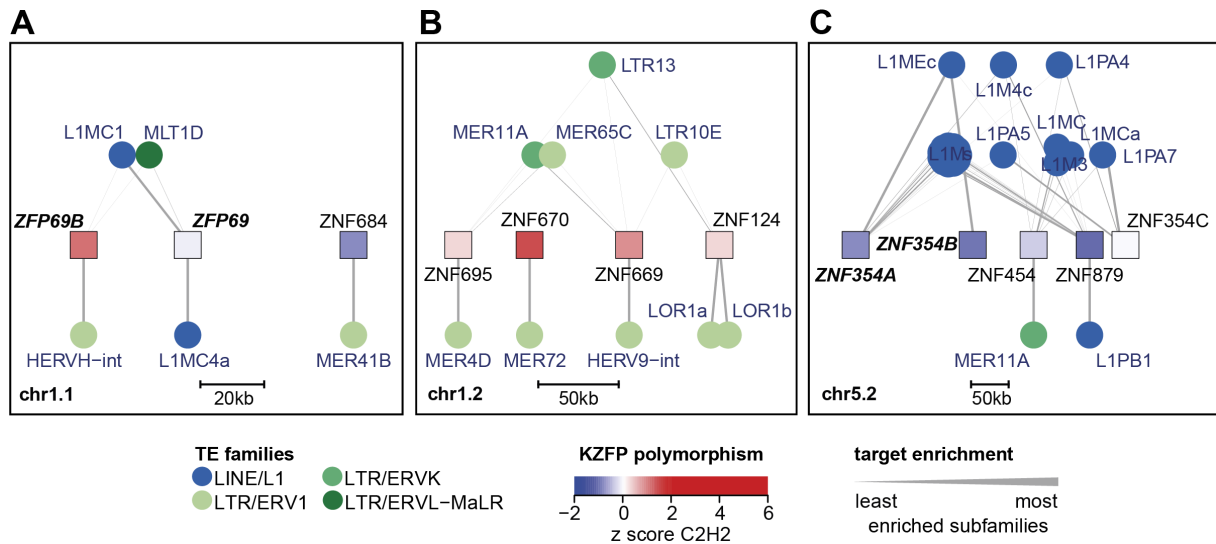 A
L1MC1
MLT1D
ZFP69B
ZFP69
ZNF684
HERVH−int
L1MC4a
MER41B
chr1.1
20kb
B
LTR13
MER11A
MER65C
LTR10E
ZNF670
ZNF124
ZNF695
ZNF669
LOR1a
LOR1b
MER4D
MER72
HERV9−int
chr1.2
50kb
C
L1MEc
L1M4c
L1PA4
L1PA5
L1MC
L1MCa
L1M3
L1PA7
ZNF354C
ZNF354B
ZNF354A
ZNF454
ZNF879
MER11A
L1PB1
chr5.2
50kb
TE families
LINE/L1
LTR/ERVK
LTR/ERV1
LTR/ERVL−MaLR
KZFP polymorphism
−2 0 2 4 6
z score C2H2
target enrichment
least most
enriched subfamilies